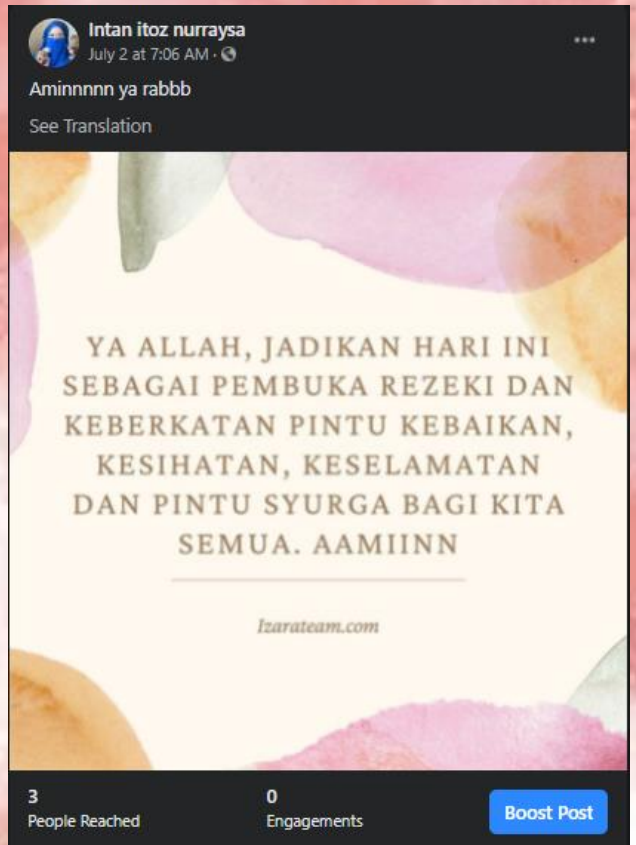 Intan itoz nurraysa
July 2 at 7:06 AM ·
Aminnnnn ya rabbb
See Translation
YA ALLAH, JADIKAN HARI INI
SEBAGAI PEMBUKA REZEKI DAN
KEBERKATAN PINTU KEBAIKAN,
KESIHATAN, KESELAMATAN
DAN PINTU SYURGA BAGI KITA
SEMUA. AAMIINN
Izarateam.com
3
People Reached
0
Engagements
Boost Post